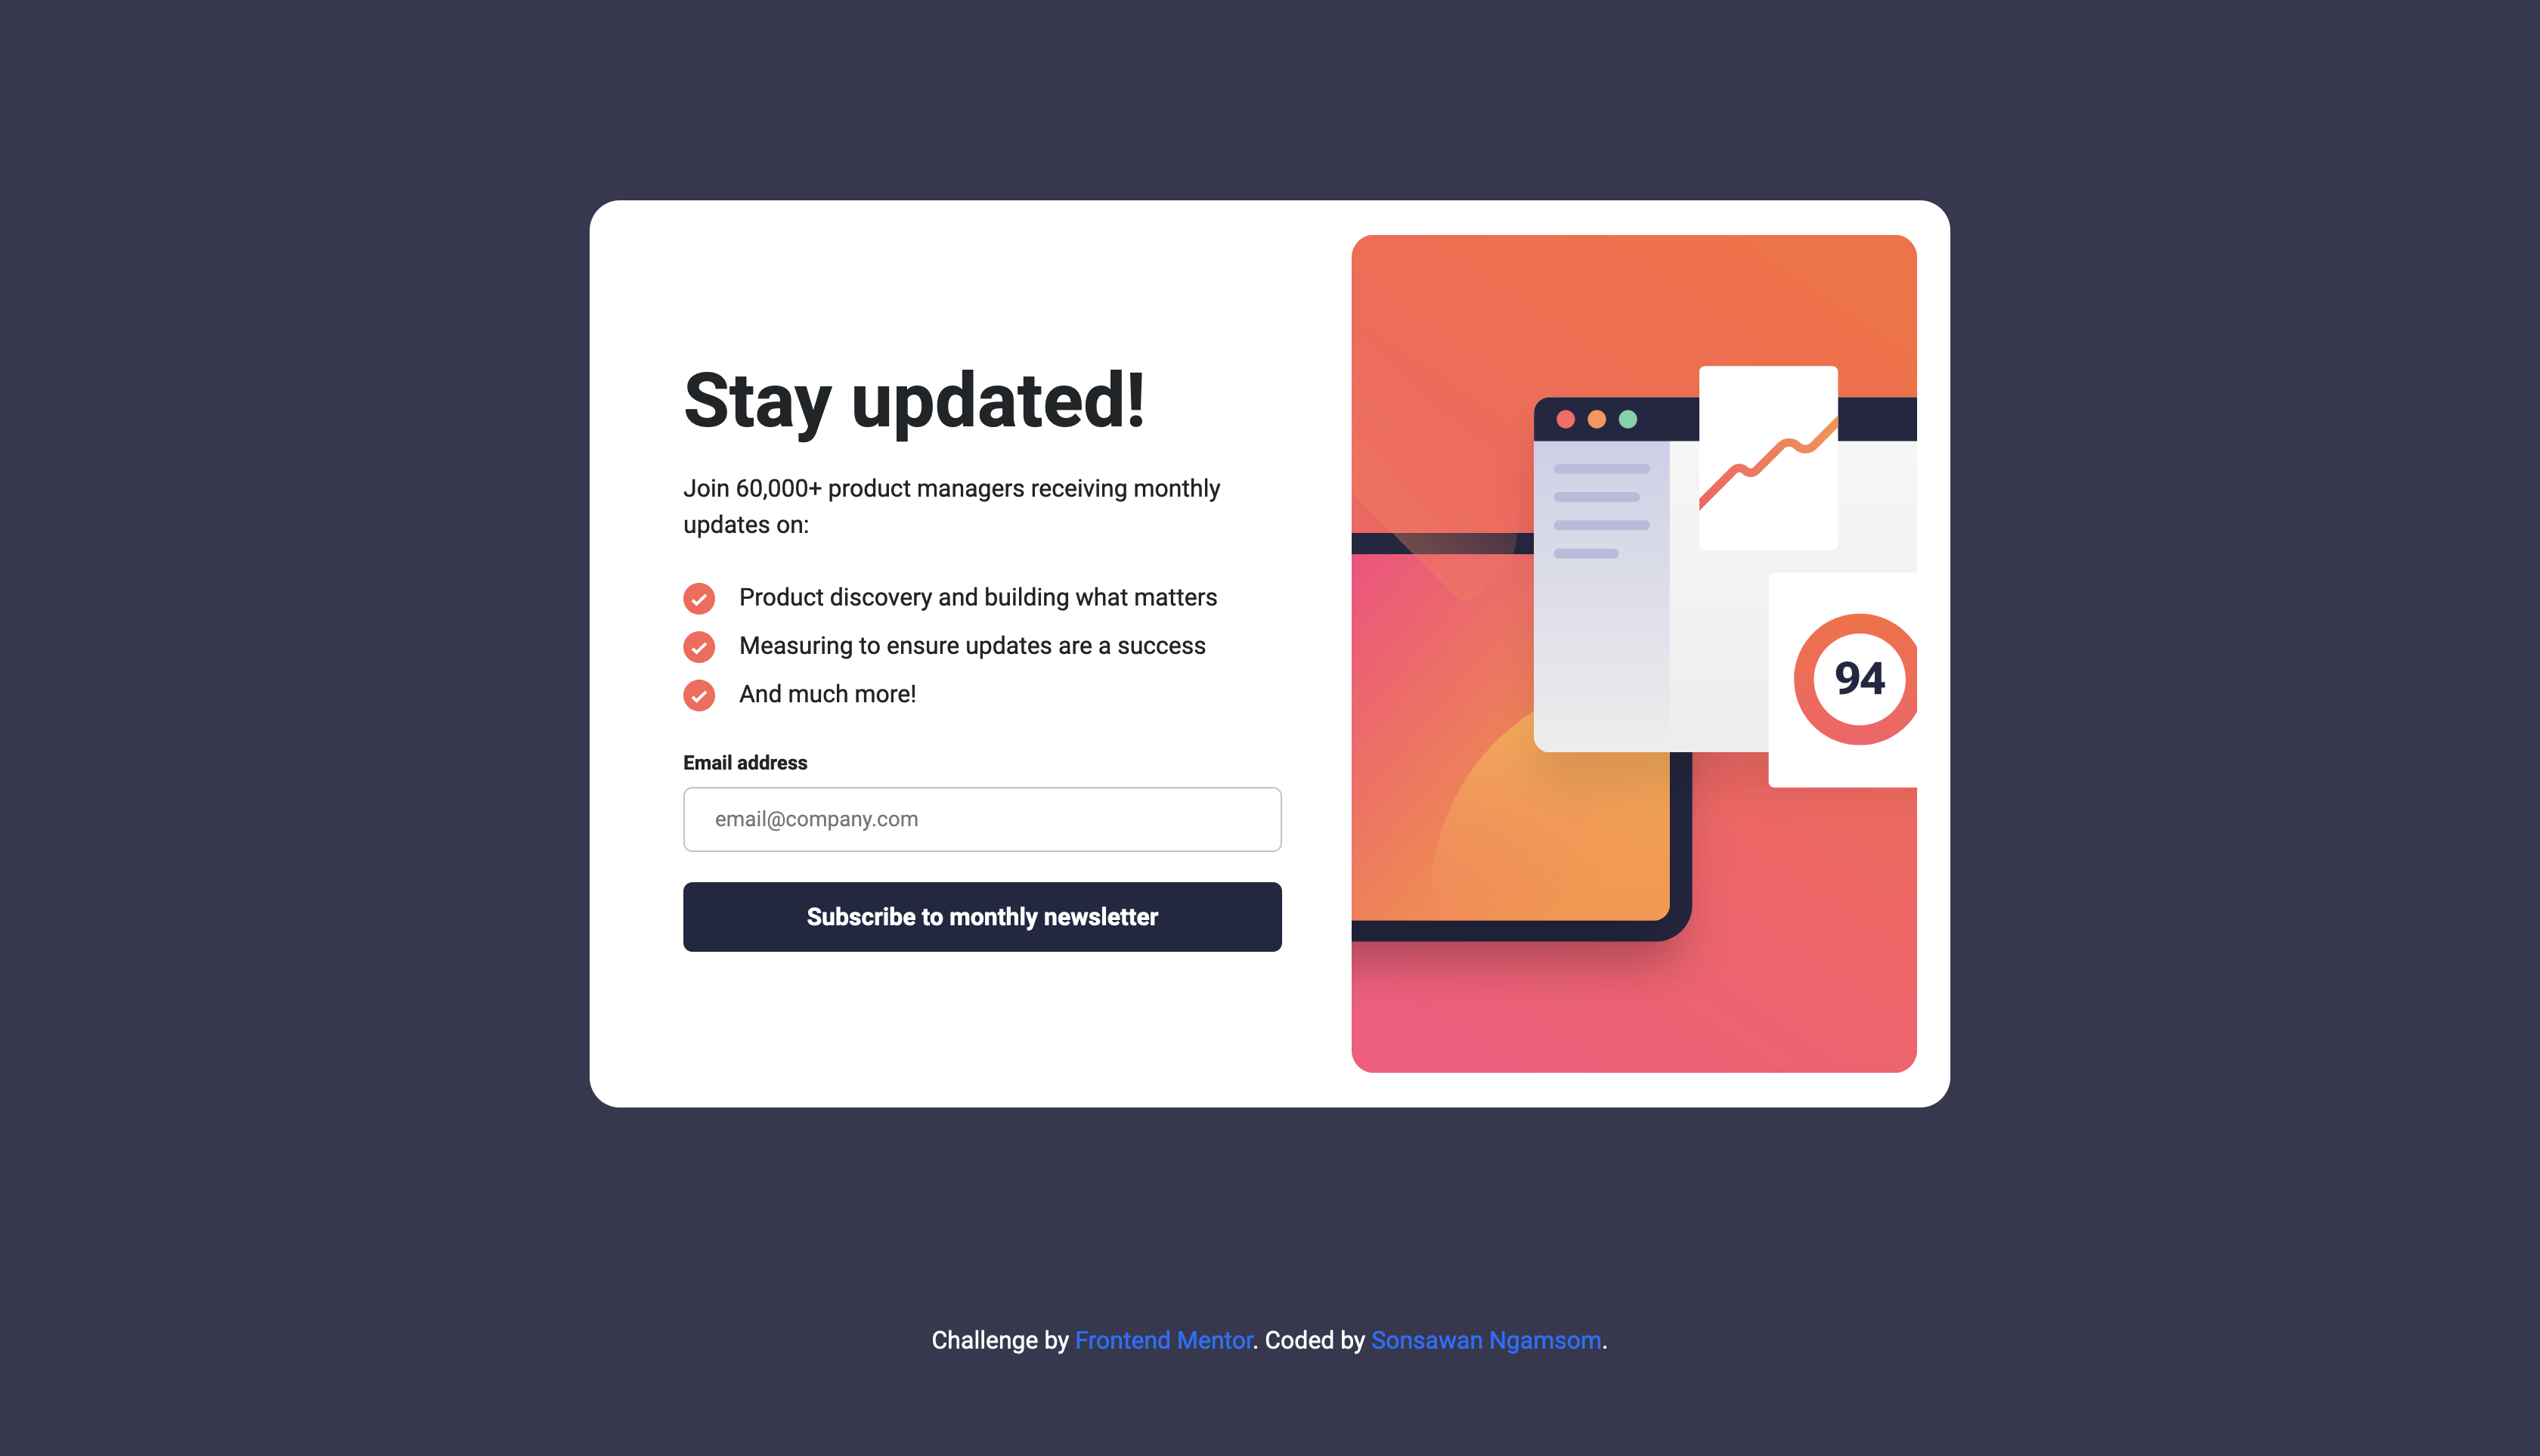 Stay updated!
Join 60,000+ product managers receiving monthly
updates on:
Product discovery and building what matters
Measuring to ensure updates are a success
And much more!
Email address
email@company.com
Subscribe to monthly newsletter
94
Challenge by Frontend Mentor. Coded by Sonsawan Ngamsom.